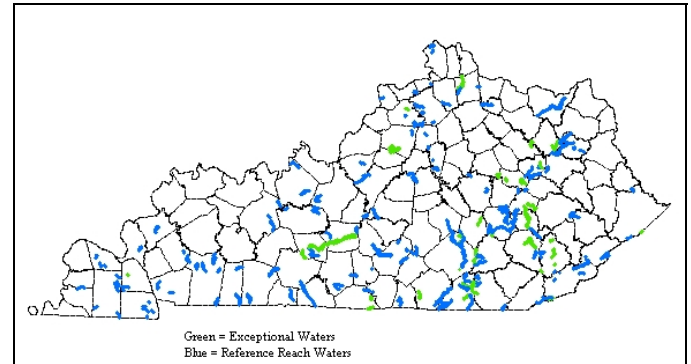 Green = Exceptional Waters
Blue = Reference Reach Waters